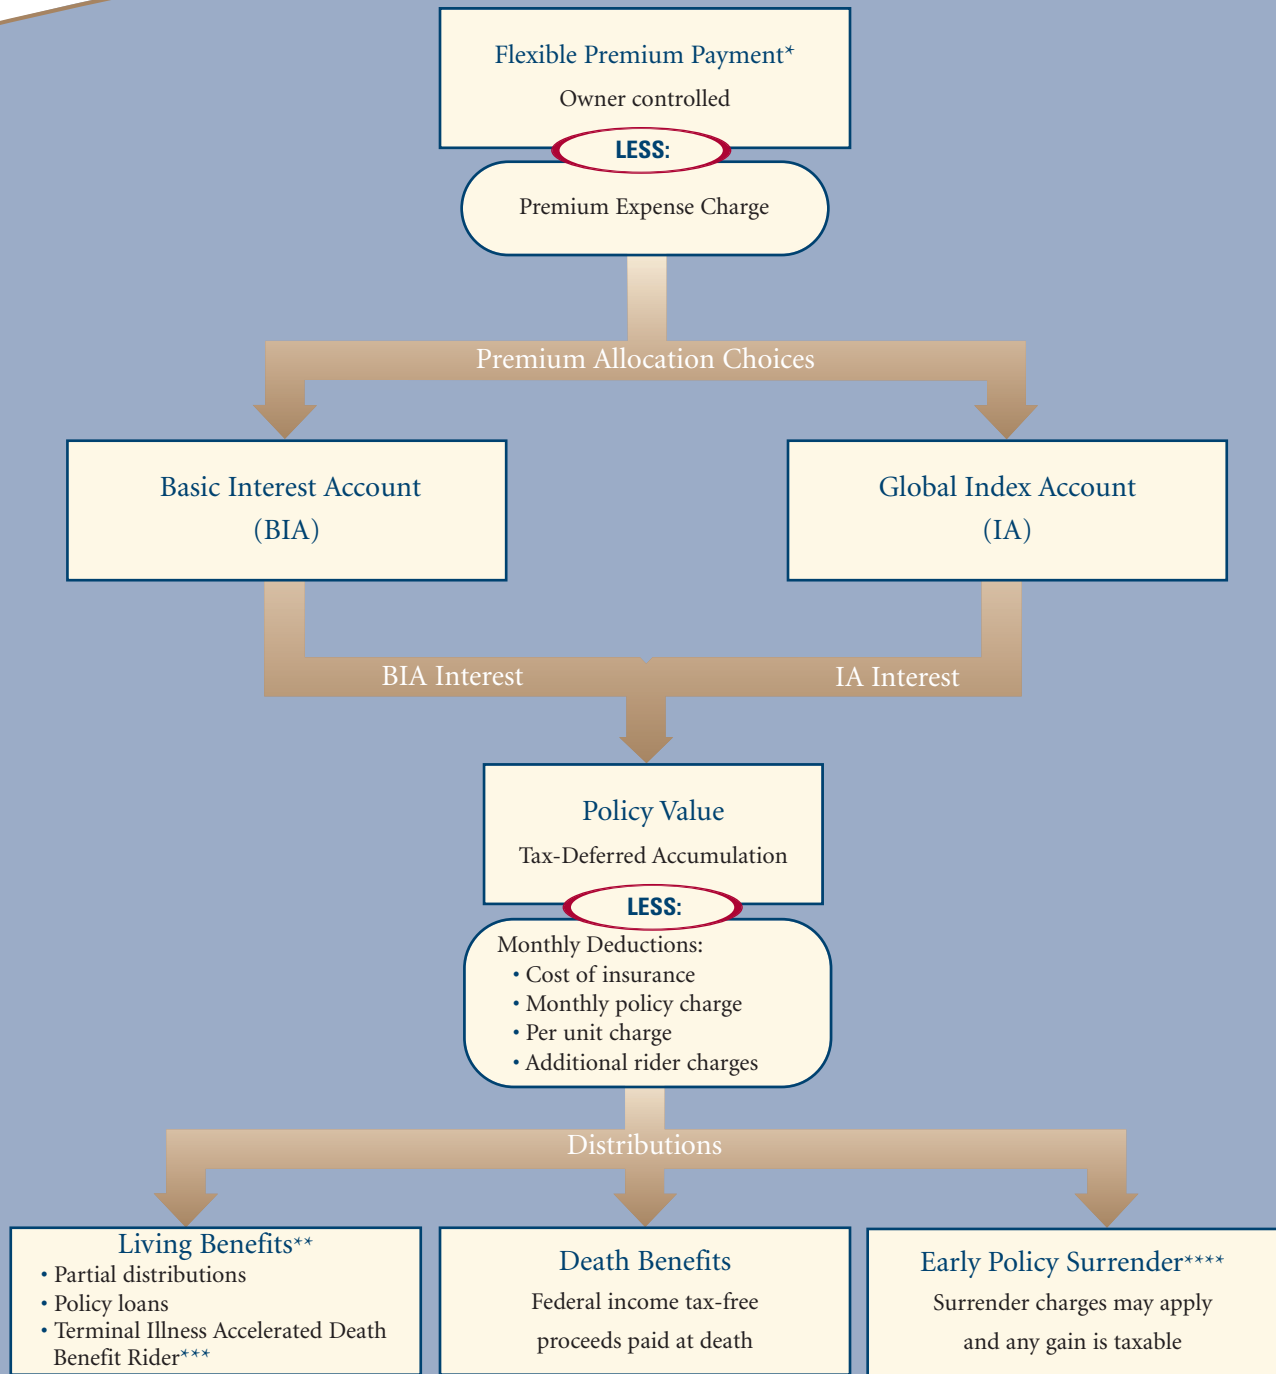 Flexible Premium Payment*
Owner controlled
LESS:
Premium Expense Charge
Premium Allocation Choices
Basic Interest Account
(BIA)
Global Index Account
(IA)
BIA Interest
IA Interest
Policy Value
Tax-Deferred Accumulation
LESS:
Monthly Deductions:
• Cost of insurance
• Monthly policy charge
• Per unit charge
• Additional rider charges
Distributions
Living Benefits**
• Partial distributions
• Policy loans
• Terminal Illness Accelerated Death
Benefit Rider***
Death Benefits
Federal income tax-free
proceeds paid at death
Early Policy Surrender****
Surrender charges may apply
and any gain is taxable